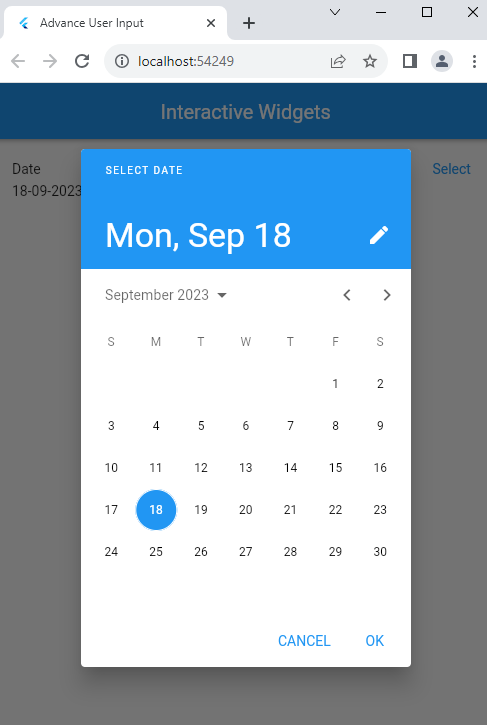 Advance User Input
localhost:54249
Interactive Widgets
Date
Select
18-09-2023
SELECT DATE
Mon, Sep 18
September 2023
S M T W T F S
1 2
3 4 5 6 7 8 9
10 11 12 13 14 15 16
17 18 19 20 21 22 23
24 25 26 27 28 29 30
CANCEL OK